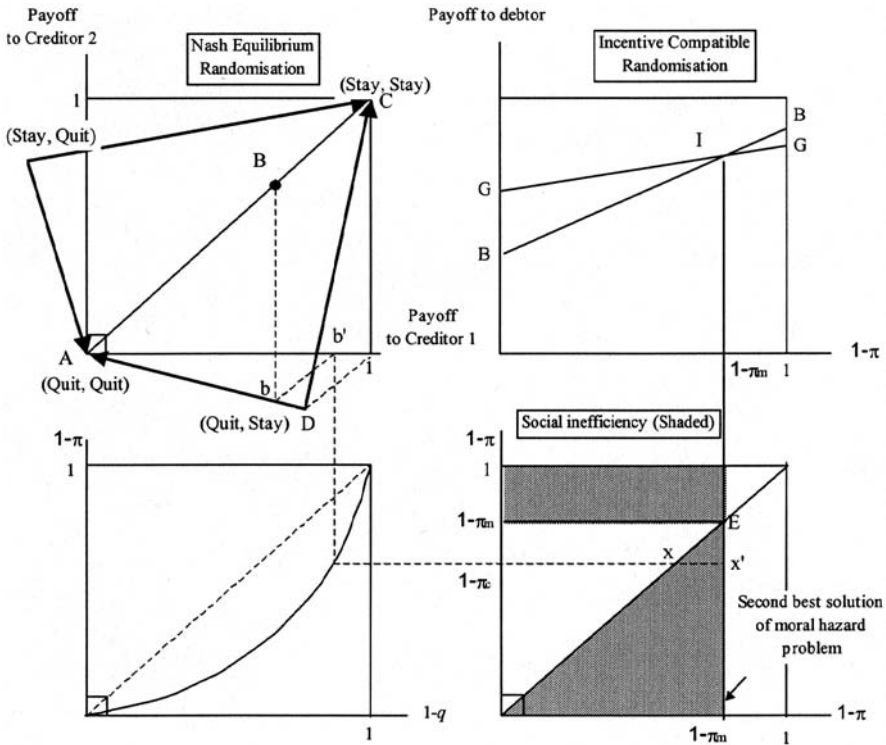 Payoff
to Creditor 2
Nash Equilibrium
Randomisation
(Stay, Stay)
1
C
(Stay, Quit)
B
A
(Quit, Quit)
b'
Payoff
to Creditor 1
1
b
(Quit, Stay) D
Payoff to debtor
Incentive Compatible
Randomisation
B
I
G
G
B
1-π
1-πm
1
1-π
1
1
1-q
Social inefficiency (Shaded)
1-π
1
1-πm
E
x
x'
1-πc
Second best solution
of moral hazard
problem
1-π
1-πm
1